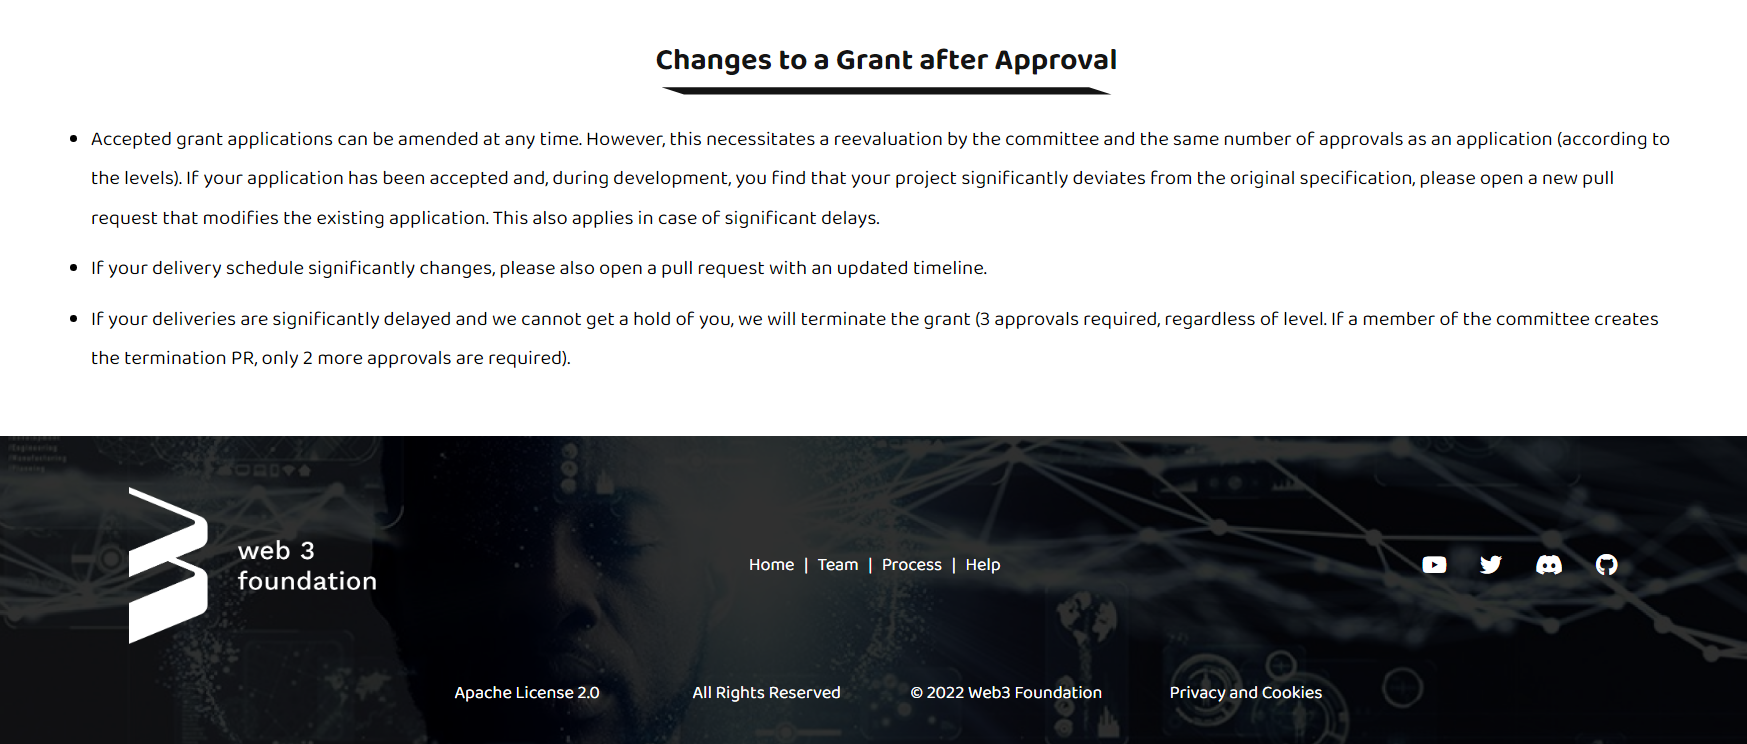 Changes to a Grant after Approval
Accepted grant applications can be amended at any time. However, this necessitates a reevaluation by the committee and the same number of approvals as an application (according to
the levels). If your application has been accepted and, during development, you find that your project significantly deviates from the original specification, please open a new pull
request that modifies the existing application. This also applies in case of significant delays.
If your delivery schedule significantly changes, please also open a pull request with an updated timeline.
If your deliveries are significantly delayed and we cannot get a hold of you, we will terminate the grant (3 approvals required, regardless of level. If a member of the committee creates
the termination PR, only 2 more approvals are required).
#Engineering
#Manufacturing
#Planning
web 3
foundation
Home | Team | Process | Help
Apache License 2.0 All Rights Reserved © 2022 Web3 Foundation Privacy and Cookies